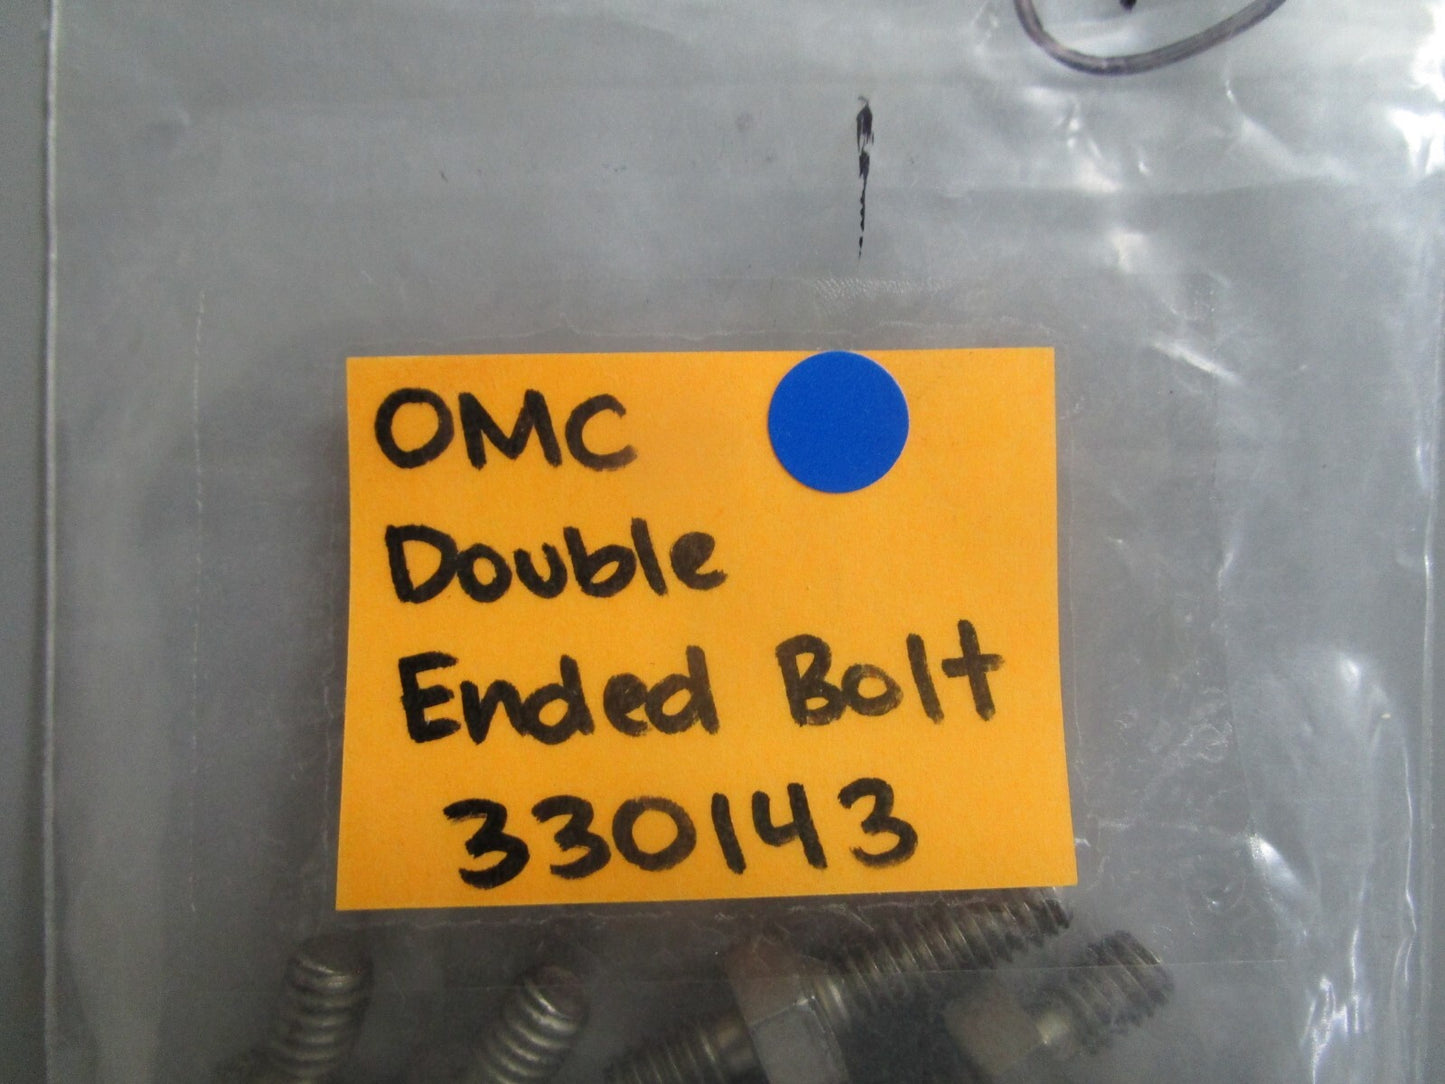 OMC
Double
Ended Bolt
330143